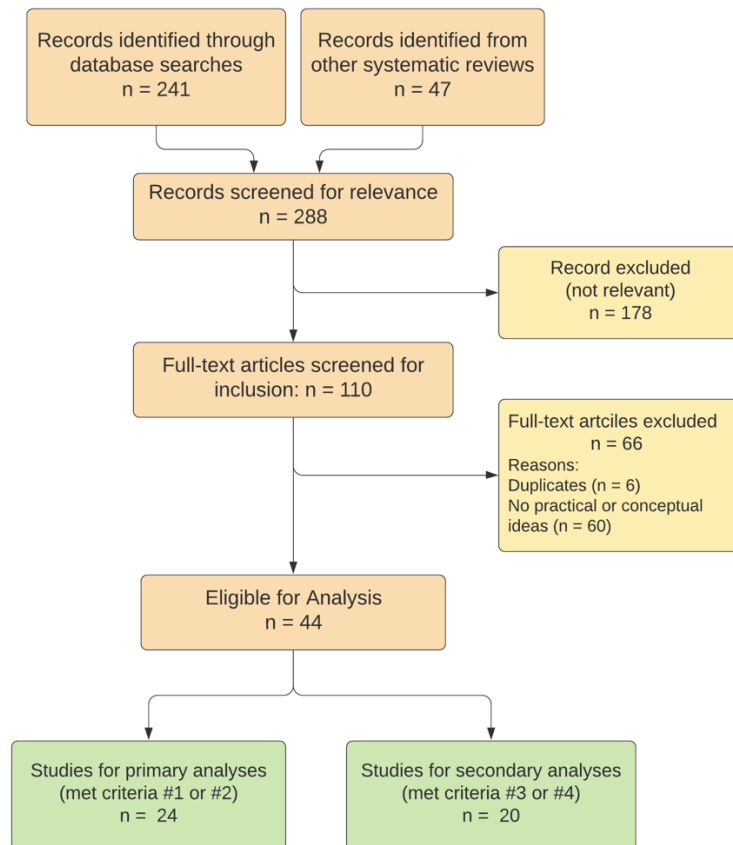 Records identified through
database searches
n = 241
Records identified from
other systematic reviews
n = 47
Records screened for relevance
n = 288
Record excluded
(not relevant)
n = 178
Full-text articles screened for
inclusion: n = 110
Full-text artciles excluded
n = 66
Reasons:
Duplicates (n = 6)
No practical or conceptual
ideas (n = 60)
Eligible for Analysis
n = 44
Studies for primary analyses
(met criteria #1 or #2)
n = 24
Studies for secondary analyses
(met criteria #3 or #4)
n = 20